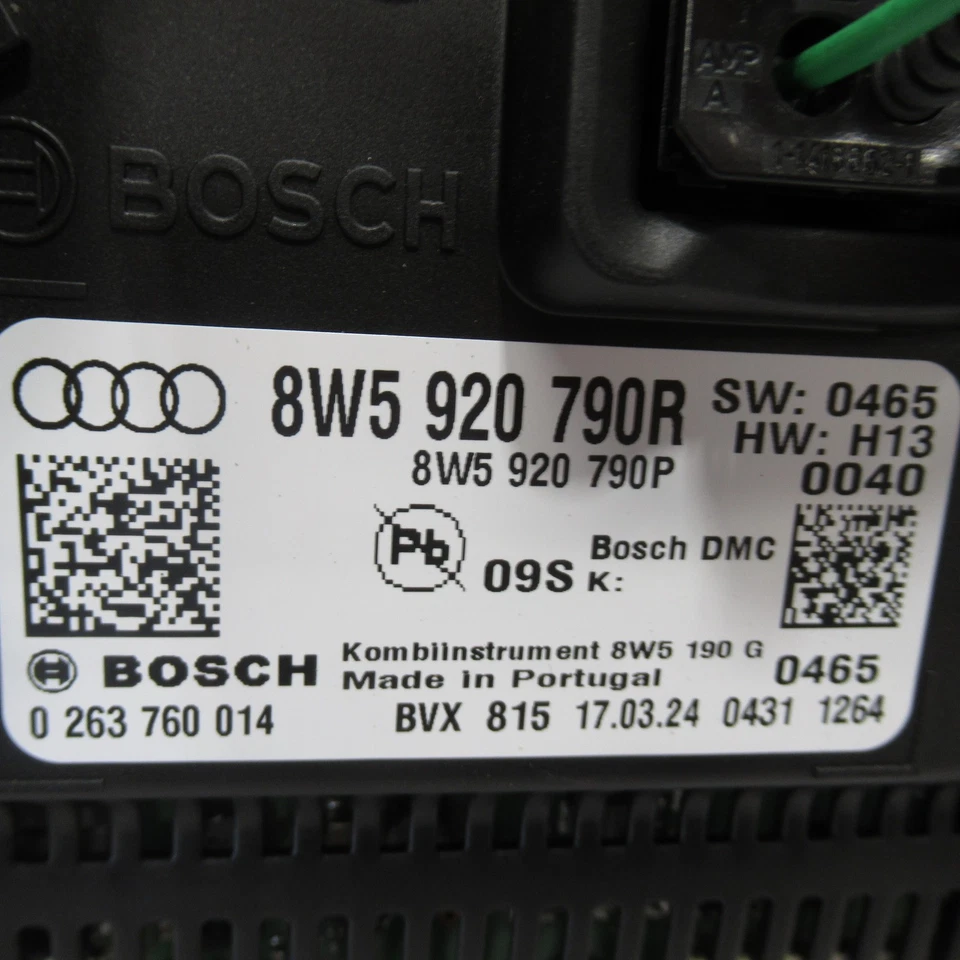 AMP
A
BOSCH
8W5 920 790R
SW: 0465
HW: H13
8W5 920 790P
0040
Pb
09S
Bosch DMC
K:
BOSCH
Kombiinstrument 8W5 190 G
Made in Portugal
0465
0 263 760 014
BVX 815 17.03.24 0431 1264